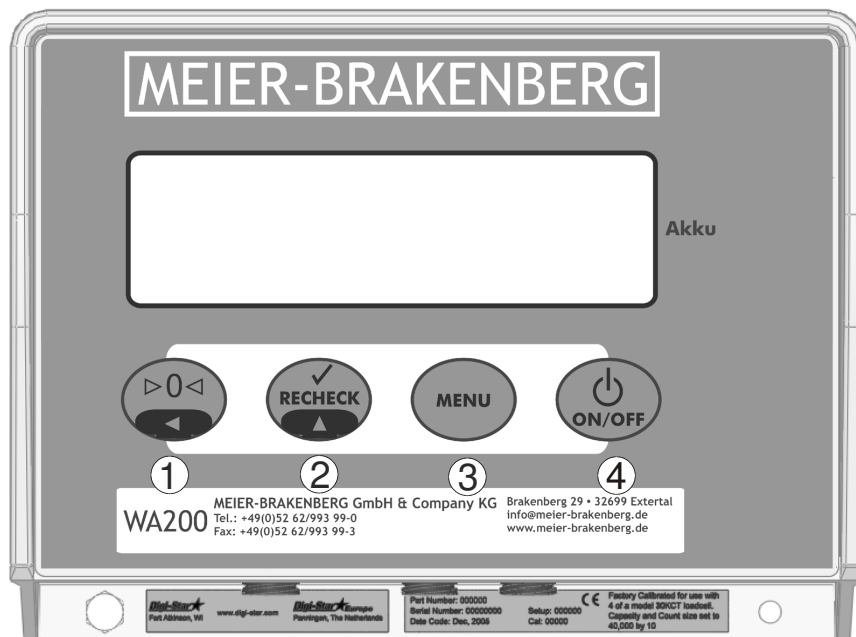 MEIER-BRAKENBERG
Akku
▷0◁
✓
RECHECK
MENU
ON/OFF
◄
▲
1
2
3
4
WA200
MEIER-BRAKENBERG GmbH & Company KG
Tel.: +49(0)52 62/993 99-0
Fax: +49(0)52 62/993 99-3
Brakenberg 29 • 32699 Extertal
info@meier-brakenberg.de
www.meier-brakenberg.de
Digi-Star
Fort Atkinson, WI
www.digi-star.com
Digi-Star Europe
Panningen, The Netherlands
Part Number: 000000
Serial Number: 00000000
Date Code: Dec, 2005
Setup: 000000
Cal: 00000
CE
Factory Calibrated for use with
4 of a model 30KCT loadcell.
Capacity and Count size set to
40,000 by 10